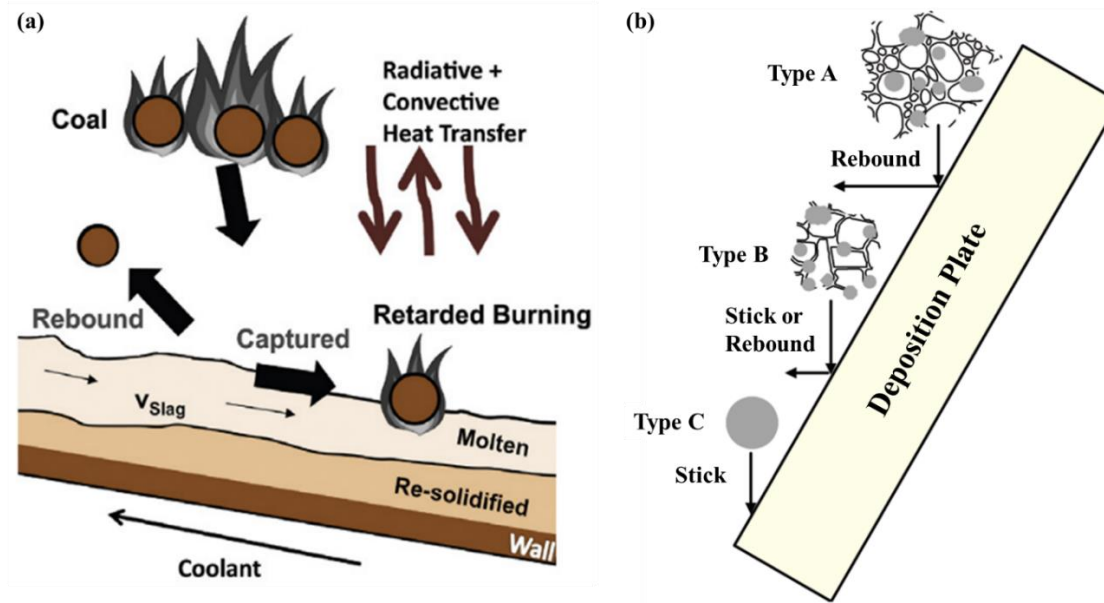 (a)
Coal
Radiative +
Convective
Heat Transfer
Rebound
Captured
Retarded Burning
vSlag
Molten
Re-solidified
Wall
Coolant
(b)
Type A
Rebound
Type B
Stick or
Rebound
Type C
Stick
Deposition Plate